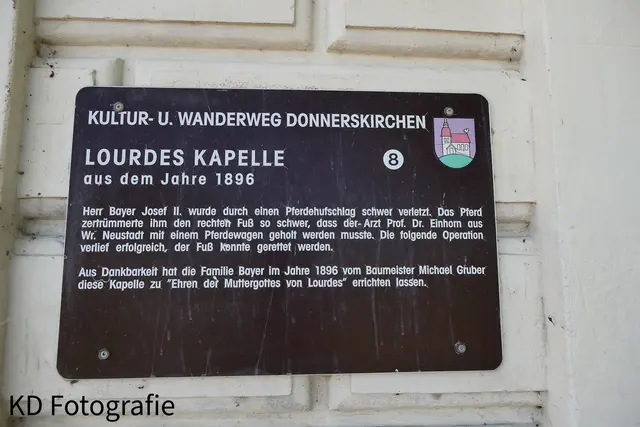 KULTUR- U. WANDERWEG DONNERSKIRCHEN
LOURDES KAPELLE
8
aus dem Jahre 1896
Herr Bayer Josef II. wurde durch einen Pferdehufschlag schwer verletzt. Das Pferd
zertrümmerte ihm den rechten Fuß so schwer, dass der Arzt Prof. Dr. Einhorn aus
Wr. Neustadt mit einem Pferdewagen geholt werden musste. Die folgende Operation
verlief erfolgreich, der Fuß konnte gerettet werden.
Aus Dankbarkeit hat die Familie Bayer im Jahre 1896 vom Baumeister Michael Gruber
diese Kapelle zu "Ehren der Muttergottes von Lourdes" errichten lassen.
KD Fotografie